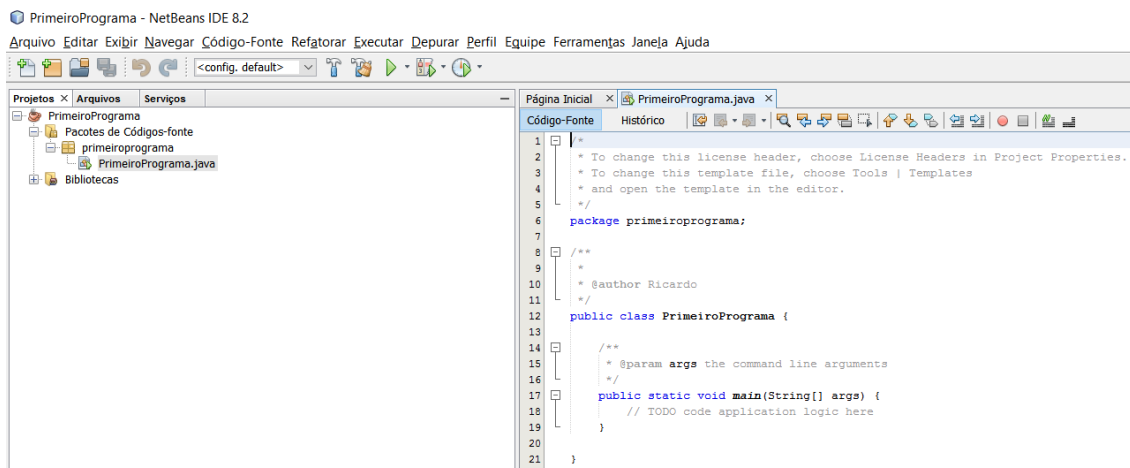 PrimeiroPrograma - NetBeans IDE 8.2
Arquivo Editar Exibir Navegar Código-Fonte Refatorar Executar Depurar Perfil Equipe Ferramentas Janela Ajuda
<config. default>
Projetos Arquivos Serviços
PrimeiroPrograma
Pacotes de Códigos-fonte
primeiroprograma
PrimeiroPrograma.java
Bibliotecas
Página Inicial PrimeiroPrograma.java
Código-Fonte Histórico
1 /*
2 * To change this license header, choose License Headers in Project Properties.
3 * To change this template file, choose Tools | Templates
4 * and open the template in the editor.
5 */
6 package primeiroprograma;
7
8 /**
9 *
10 * @author Ricardo
11 */
12 public class PrimeiroPrograma {
13
14 /**
15 * @param args the command line arguments
16 */
17 public static void main(String[] args) {
18 // TODO code application logic here
19 }
20
21 }